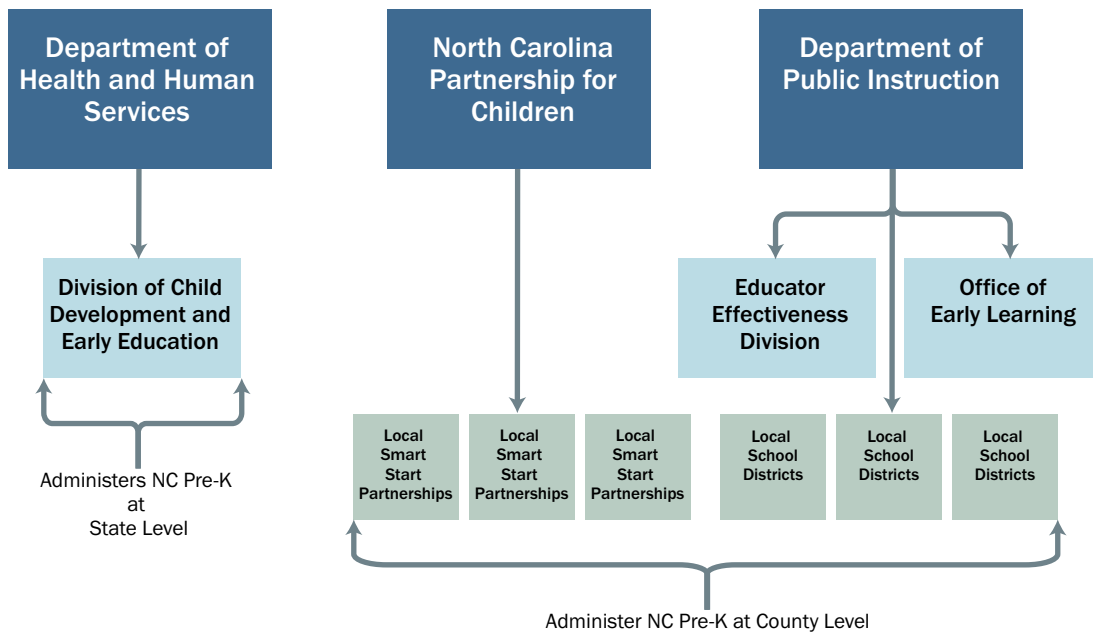 Department of
Health and Human
Services
North Carolina
Partnership for
Children
Department of
Public Instruction
Division of Child
Development and
Early Education
Educator
Effectiveness
Division
Office of
Early Learning
Local
Smart
Start
Partnerships
Local
Smart
Start
Partnerships
Local
Smart
Start
Partnerships
Local
School
Districts
Local
School
Districts
Local
School
Districts
Administers NC Pre-K
at
State Level
Administer NC Pre-K at County Level